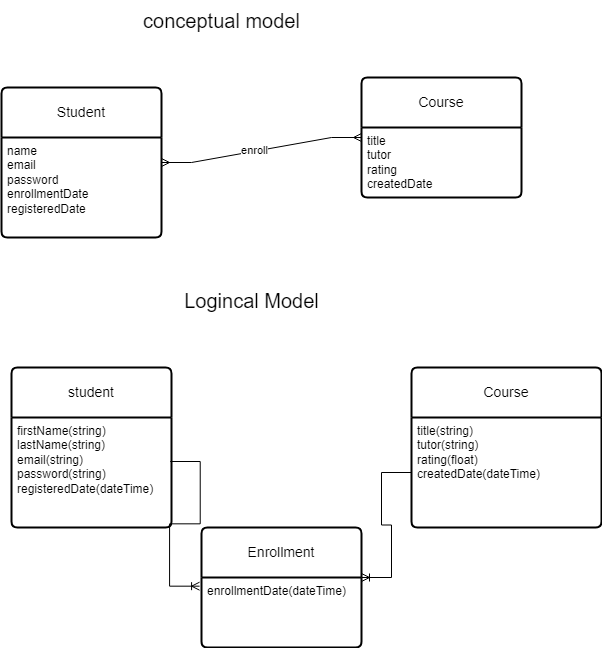 conceptual model
Student
name
email
password
enrollmentDate
registeredDate
enroll
Course
title
tutor
rating
createdDate
Logincal Model
student
firstName(string)
lastName(string)
email(string)
password(string)
registeredDate(dateTime)
Course
title(string)
tutor(string)
rating(float)
createdDate(dateTime)
Enrollment
enrollmentDate(dateTime)